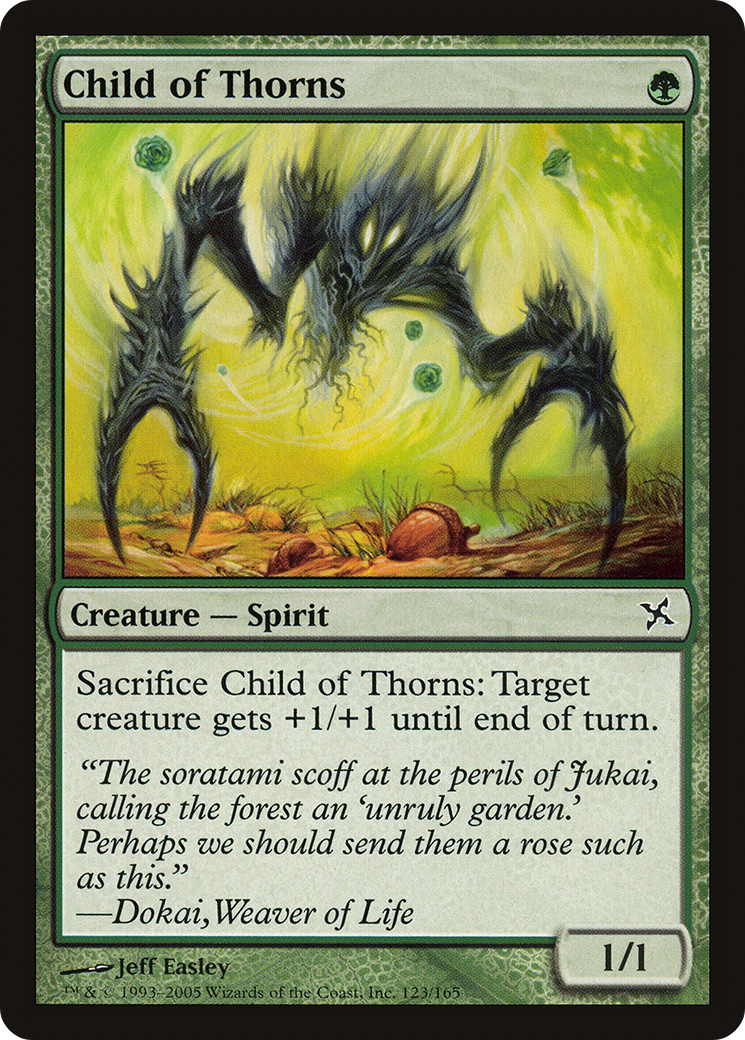 Child of Thorns
Creature — Spirit
Sacrifice Child of Thorns: Target
creature gets +1/+1 until end of turn.
“The soratami scoff at the perils of Jukai,
calling the forest an ‘unruly garden.’
Perhaps we should send them a rose such
as this.”
—Dokai, Weaver of Life
1/1
Jeff Easley
™ & © 1993–2005 Wizards of the Coast, Inc. 123/165